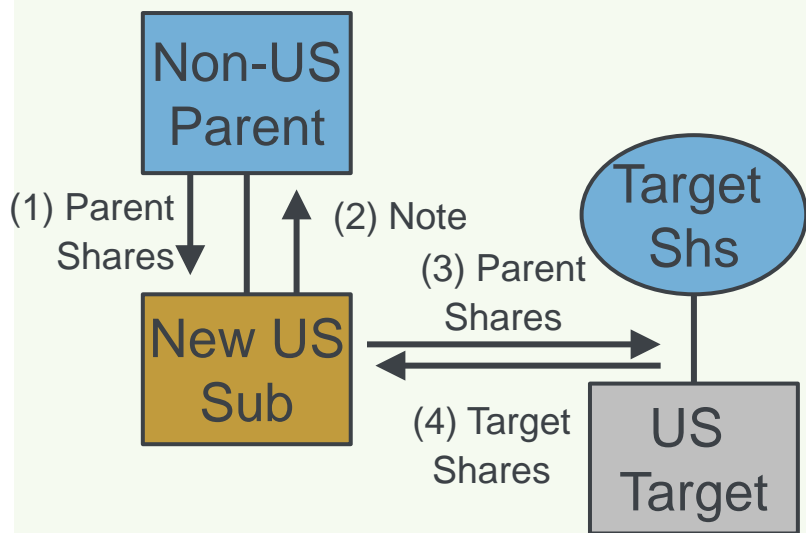 Non-US
Parent
(1) Parent
Shares
(2) Note
Target
Shs
(3) Parent
Shares
New US
Sub
(4) Target
Shares
US
Target